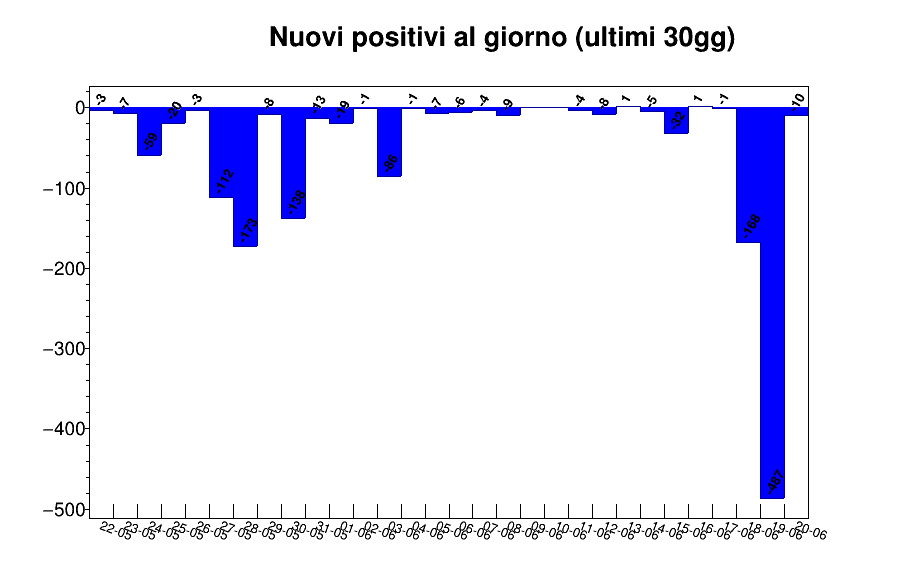 Nuovi positivi al giorno (ultimi 30gg)
-3 -7 -59 -20 -3 -112 -173 -8 -138 -13 -19 -1 -86 -1 -7 -6 -4 -9 -4 -8 1 -5 -32 1 -1 -168 -487 -10
0
−100
−200
−300
−400
−500
22-05 23-05 24-05 25-05 26-05 27-05 28-05 29-05 30-05 31-05 01-06 02-06 03-06 04-06 05-06 06-06 07-06 08-06 09-06 10-06 11-06 12-06 13-06 14-06 15-06 16-06 17-06 18-06 19-06 20-06